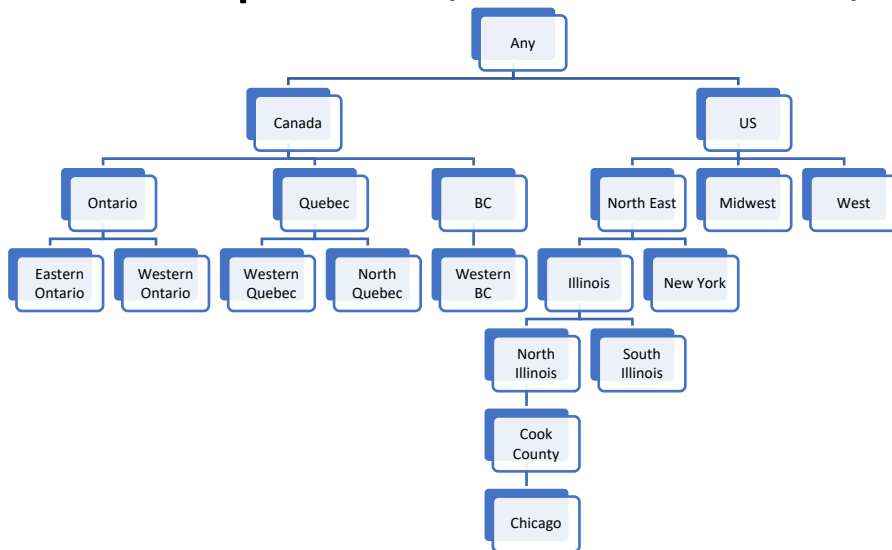 Any
Canada
US
Ontario
Quebec
BC
North East
Midwest
West
Eastern
Ontario
Western
Ontario
Western
Quebec
North
Quebec
Western
BC
Illinois
New York
North
Illinois
South
Illinois
Cook
County
Chicago